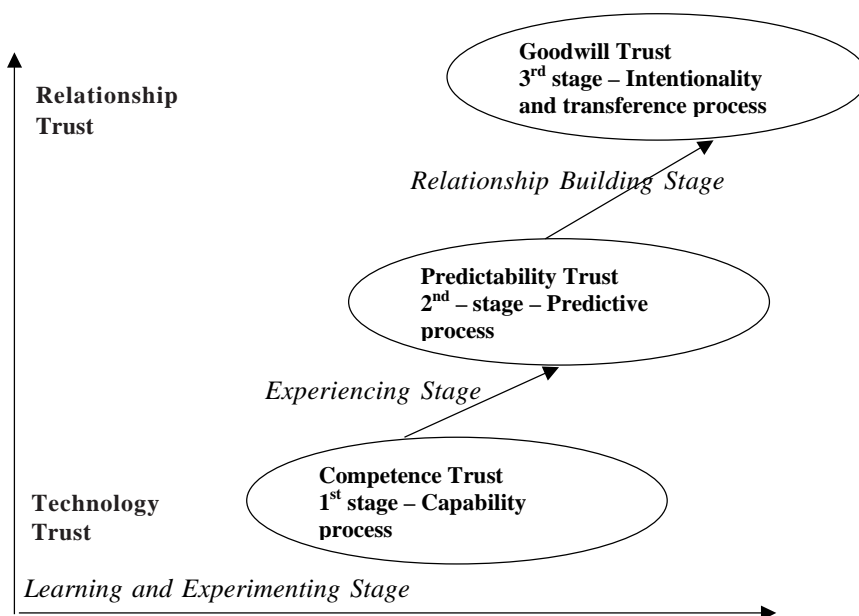 Goodwill Trust
3rd stage – Intentionality
and transference process
Relationship
Trust
Relationship Building Stage
Predictability Trust
2nd – stage – Predictive
process
Experiencing Stage
Competence Trust
1st stage – Capability
process
Technology
Trust
Learning and Experimenting Stage